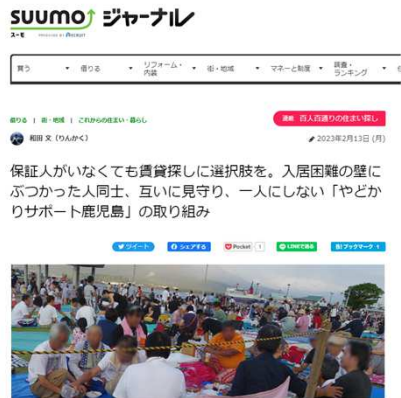 suumo ジャーナル
スーモ PRODUCED BY RECRUIT
買う 借りる リフォーム・内装 街・地域 マネーと制度 調査・ランキング
借りる | 街・地域 | これからの住まい・暮らし
連載 百人百通りの住まい探し
和田 文（りんかく）
2023年2月13日 (月)
保証人がいなくても賃貸探しに選択肢を。入居困難の壁に
ぶつかった人同士、互いに見守り、一人にしない「やどか
りサポート鹿児島」の取り組み
ツイート シェアする Pocket 1 LINEで送る B!ブックマーク 1